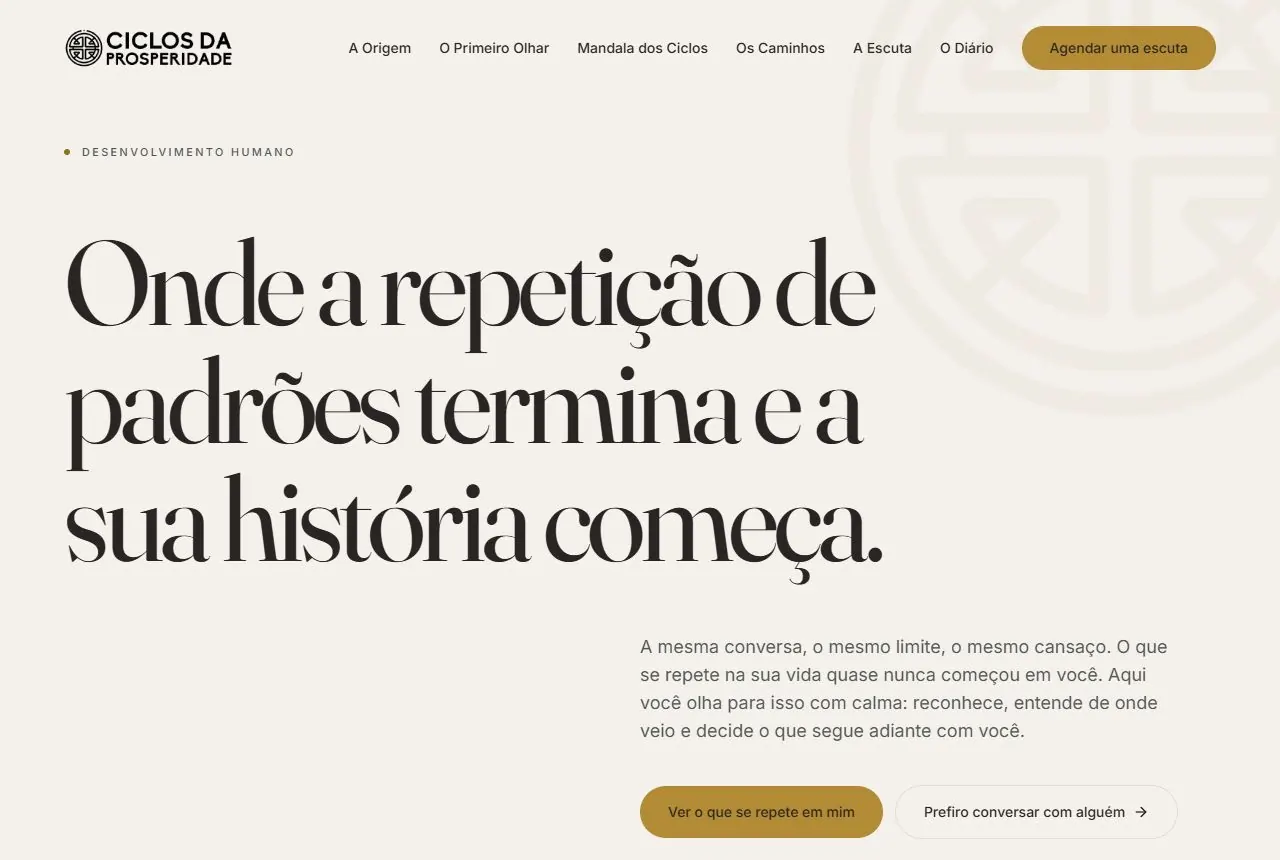 CICLOS DA
PROSPERIDADE
A Origem
O Primeiro Olhar
Mandala dos Ciclos
Os Caminhos
A Escuta
O Diário
Agendar uma escuta
DESENVOLVIMENTO HUMANO
Onde a repetição de
padrões termina e a
sua história começa.
A mesma conversa, o mesmo limite, o mesmo cansaço. O que
se repete na sua vida quase nunca começou em você. Aqui
você olha para isso com calma: reconhece, entende de onde
veio e decide o que segue adiante com você.
Ver o que se repete em mim
Prefiro conversar com alguém →